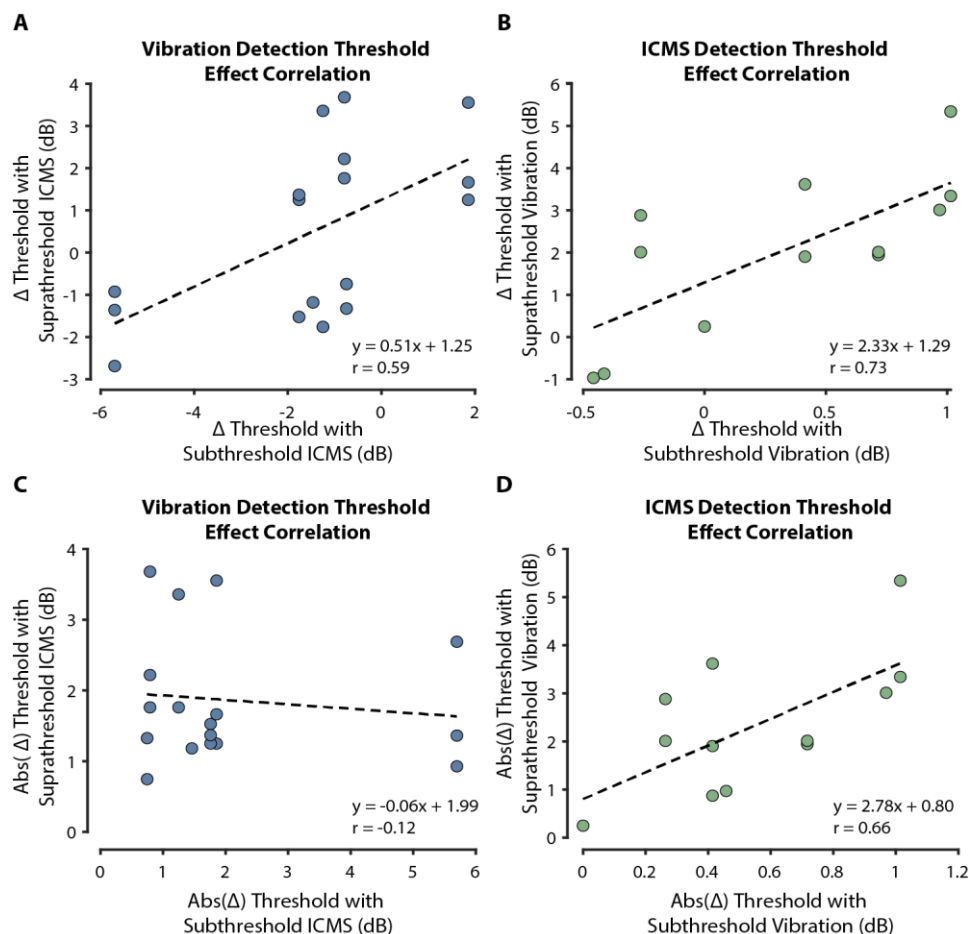 A
Vibration Detection Threshold
Effect Correlation
Δ Threshold with
Suprathreshold ICMS (dB)
4
3
2
1
0
-1
-2
-3
y = 0.51x + 1.25
r = 0.59
-6
-4
-2
0
2
Δ Threshold with
Subthreshold ICMS (dB)
B
ICMS Detection Threshold
Effect Correlation
Δ Threshold with
Suprathreshold Vibration (dB)
6
5
4
3
2
1
0
-1
y = 2.33x + 1.29
r = 0.73
-0.5
0
0.5
1
Δ Threshold with
Subthreshold Vibration (dB)
C
Vibration Detection Threshold
Effect Correlation
Abs(Δ) Threshold with
Suprathreshold ICMS (dB)
4
3
2
1
0
y = -0.06x + 1.99
r = -0.12
0
1
2
3
4
5
6
Abs(Δ) Threshold with
Subthreshold ICMS (dB)
D
ICMS Detection Threshold
Effect Correlation
Abs(Δ) Threshold with
Suprathreshold Vibration (dB)
6
5
4
3
2
1
0
y = 2.78x + 0.80
r = 0.66
0
0.2
0.4
0.6
0.8
1
1.2
Abs(Δ) Threshold with
Subthreshold Vibration (dB)